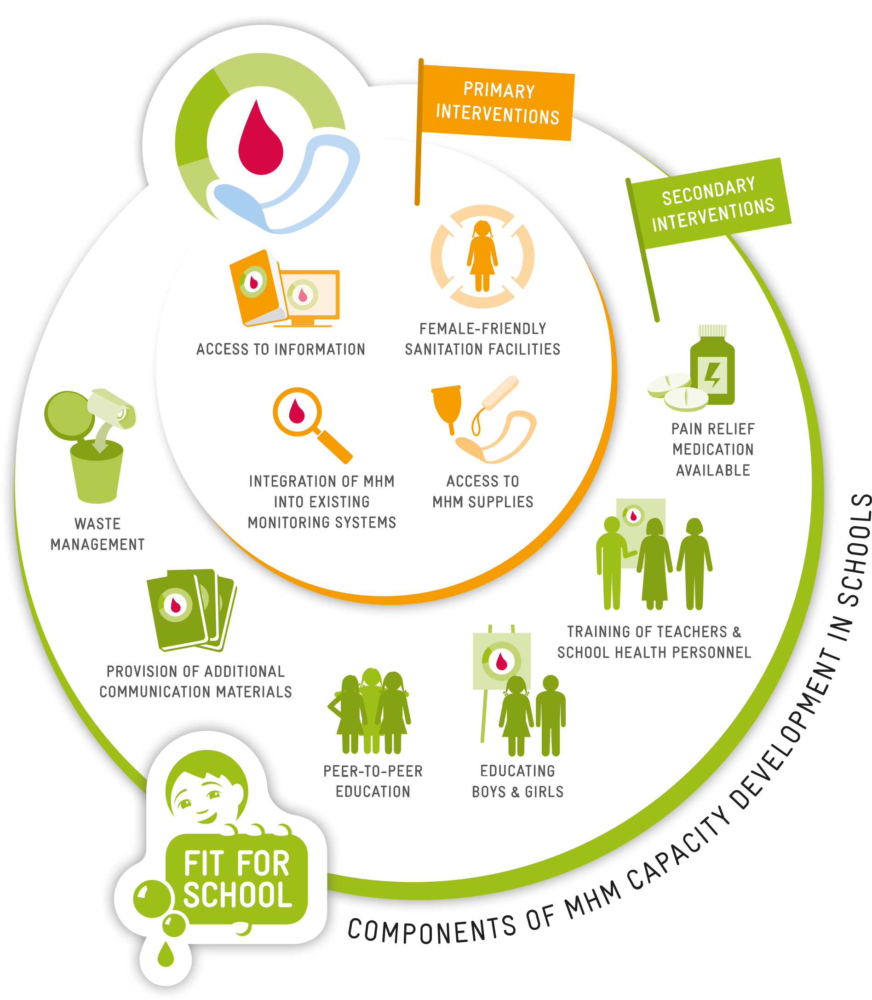 PRIMARY
INTERVENTIONS
SECONDARY
INTERVENTIONS
ACCESS TO INFORMATION
FEMALE-FRIENDLY
SANITATION FACILITIES
INTEGRATION OF MHM
INTO EXISTING
MONITORING SYSTEMS
ACCESS TO
MHM SUPPLIES
PAIN RELIEF
MEDICATION
AVAILABLE
WASTE
MANAGEMENT
TRAINING OF TEACHERS &
SCHOOL HEALTH PERSONNEL
PROVISION OF ADDITIONAL
COMMUNICATION MATERIALS
PEER-TO-PEER
EDUCATION
EDUCATING
BOYS & GIRLS
FIT FOR
SCHOOL
COMPONENTS OF MHM CAPACITY DEVELOPMENT IN SCHOOLS